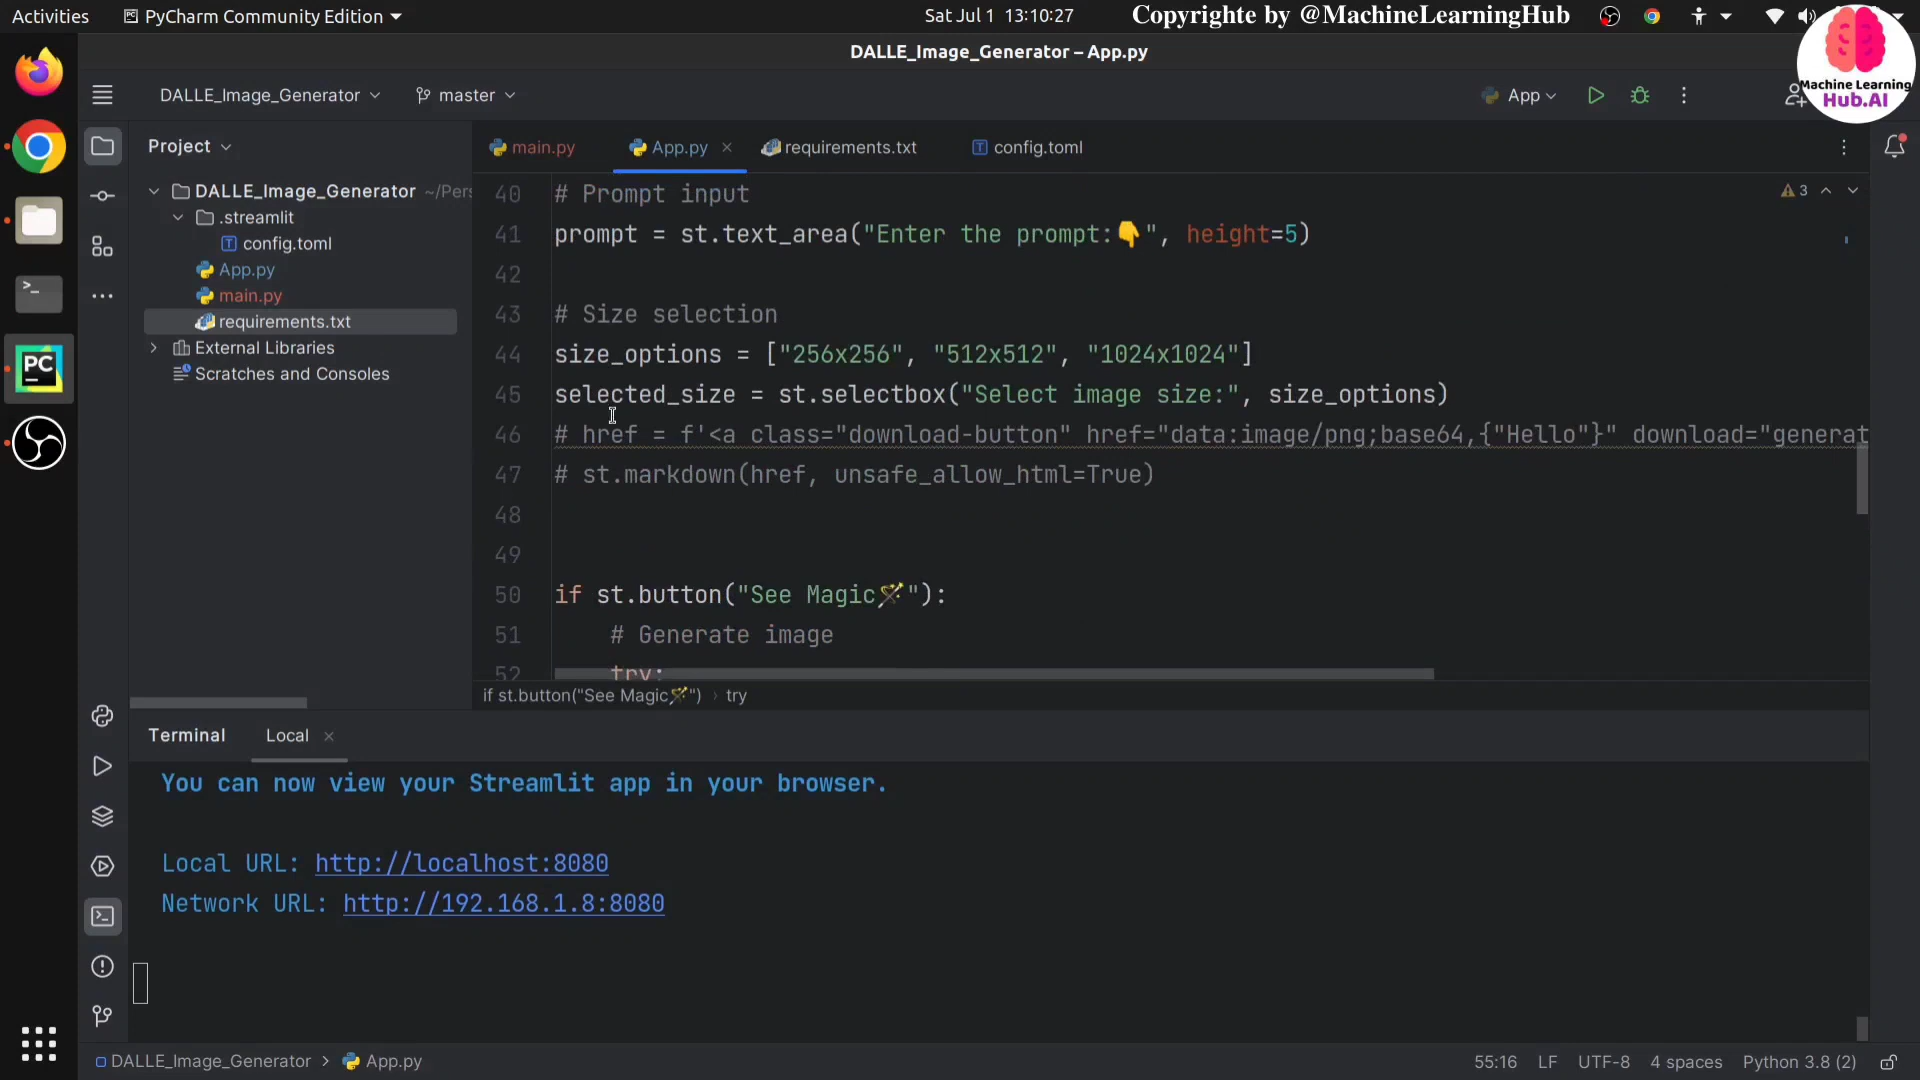 Activities
PyCharm Community Edition
Sat Jul 1 13:10:27
Copyrighte by @MachineLearningHub
DALLE_Image_Generator – App.py
Machine Learning
Hub.AI
DALLE_Image_Generator
master
App
Project
main.py
App.py
requirements.txt
config.toml
DALLE_Image_Generator ~/Pers
.streamlit
config.toml
App.py
main.py
requirements.txt
External Libraries
Scratches and Consoles
3
40 # Prompt input
41 prompt = st.text_area("Enter the prompt:👇", height=5)
42
43 # Size selection
44 size_options = ["256x256", "512x512", "1024x1024"]
45 selected_size = st.selectbox("Select image size:", size_options)
46 # href = f'<a class="download-button" href="data:image/png;base64,{"Hello"}" download="generat
47 # st.markdown(href, unsafe_allow_html=True)
48
49
50 if st.button("See Magic🪄"):
51 # Generate image
52 try:
if st.button("See Magic🪄") › try
Terminal
Local
You can now view your Streamlit app in your browser.
Local URL: http://localhost:8080
Network URL: http://192.168.1.8:8080
DALLE_Image_Generator › App.py
55:16 LF UTF-8 4 spaces Python 3.8 (2)
PC